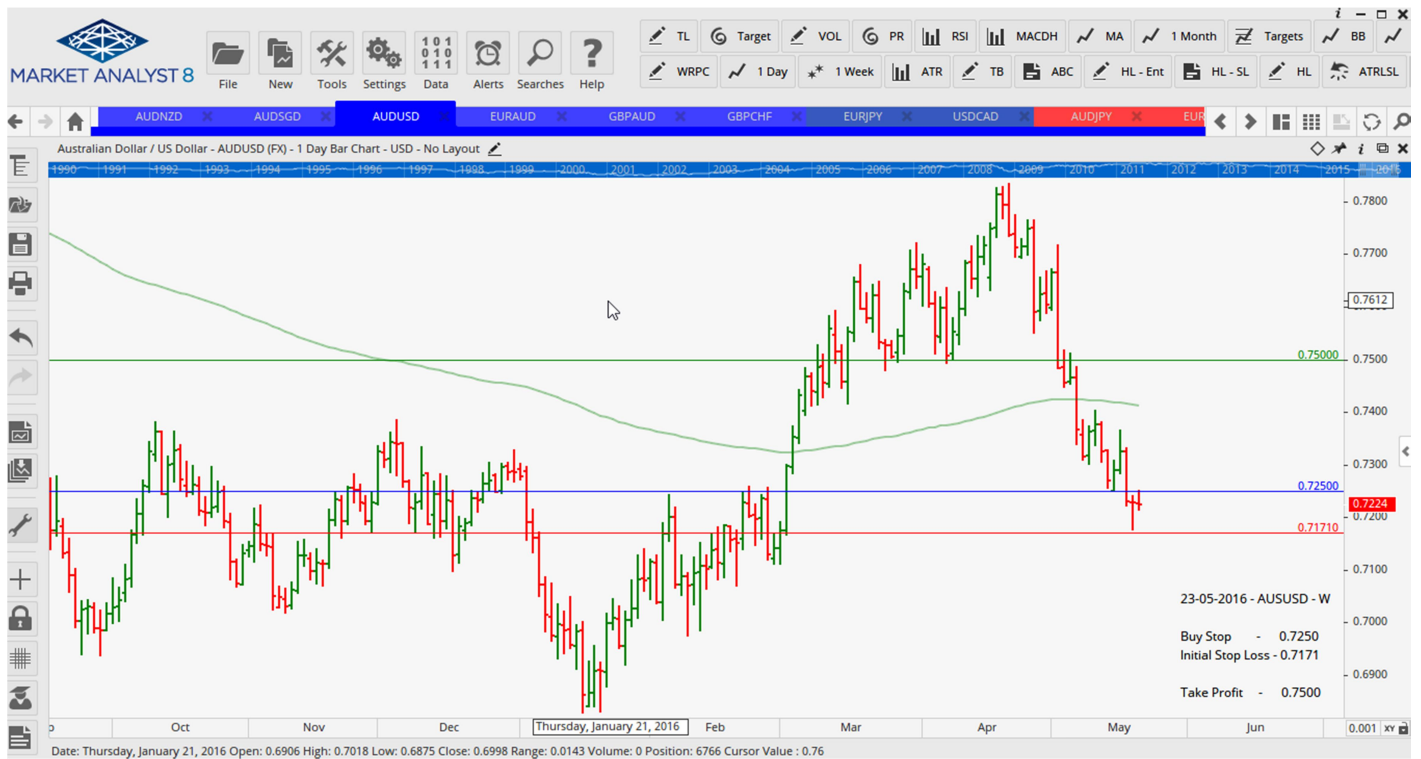 i
MARKET ANALYST 8
File New Tools Settings Data Alerts Searches Help
101
010
111
TL Target VOL PR RSI MACDH MA 1 Month Targets BB
WRPC 1 Day 1 Week ATR TB ABC HL - Ent HL - SL HL ATRLSL
AUDNZD AUDSGD AUDUSD EURAUD GBPAUD GBPCHF EURJPY USDCAD AUDJPY EUR
Australian Dollar / US Dollar - AUDUSD (FX) - 1 Day Bar Chart - USD - No Layout
i
1990 1991 1992 1993 1994 1995 1996 1997 1998 1999 2000 2001 2002 2003 2004 2005 2006 2007 2008 2009 2010 2011 2012 2013 2014 2015 2016
0.7800
0.7700
0.7612
0.75000
0.7500
0.7400
0.7300
0.72500
0.7224
0.7200
0.71710
0.7100
23-05-2016 - AUSUSD - W
0.7000
Buy Stop - 0.7250
Initial Stop Loss - 0.7171
0.6900
Take Profit - 0.7500
Oct Nov Dec Thursday, January 21, 2016 Feb Mar Apr May Jun 0.001 XY
Date: Thursday, January 21, 2016 Open: 0.6906 High: 0.7018 Low: 0.6875 Close: 0.6998 Range: 0.0143 Volume: 0 Position: 6766 Cursor Value : 0.76